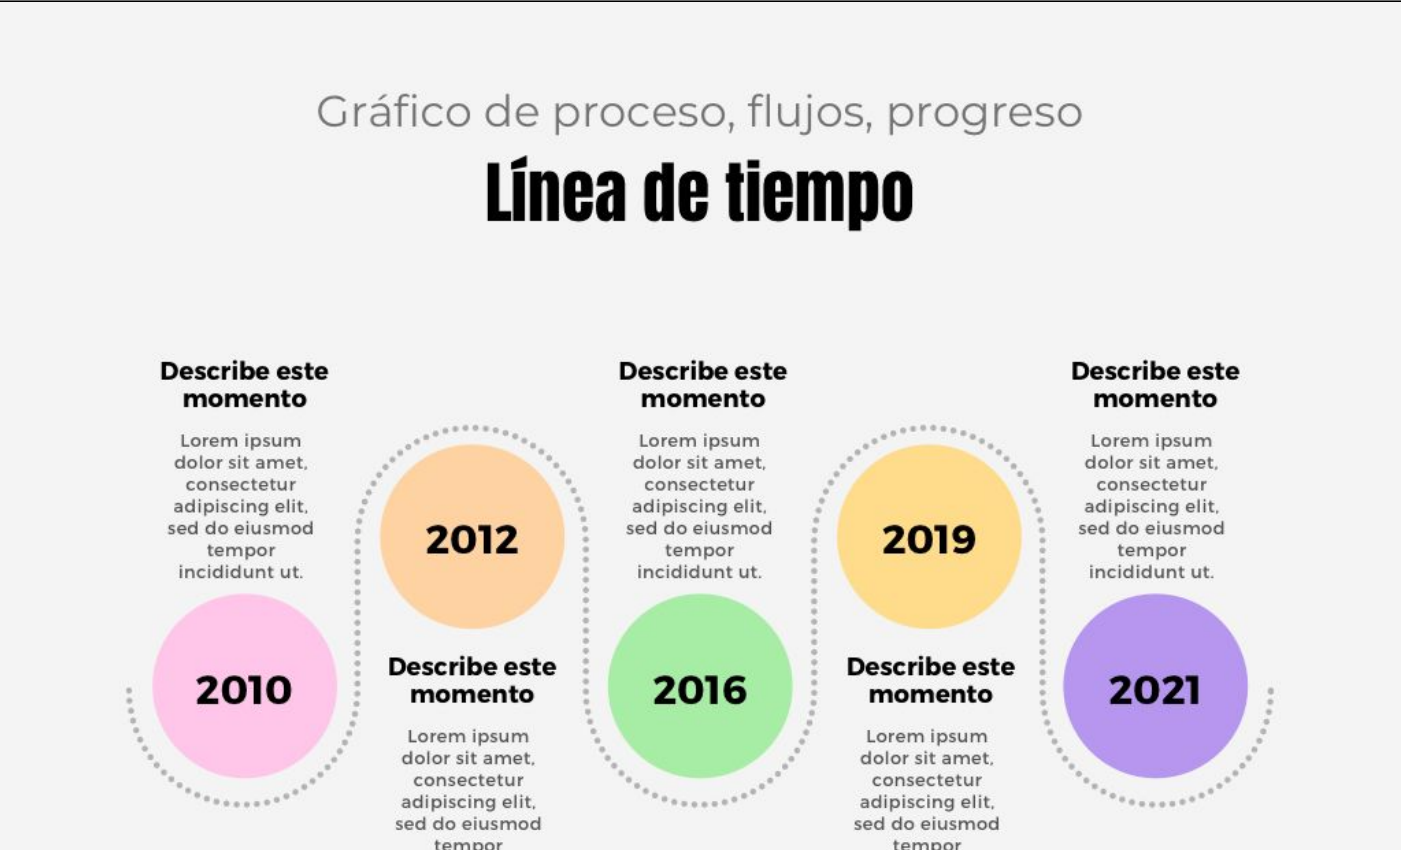 Gráfico de proceso, flujos, progreso
Línea de tiempo
Describe este
momento
Lorem ipsum
dolor sit amet,
consectetur
adipiscing elit,
sed do eiusmod
tempor
incididunt ut.
2010
2012
Describe este
momento
Lorem ipsum
dolor sit amet,
consectetur
adipiscing elit,
sed do eiusmod
tempor
Describe este
momento
Lorem ipsum
dolor sit amet,
consectetur
adipiscing elit,
sed do eiusmod
tempor
incididunt ut.
2016
2019
Describe este
momento
Lorem ipsum
dolor sit amet,
consectetur
adipiscing elit,
sed do eiusmod
tempor
Describe este
momento
Lorem ipsum
dolor sit amet,
consectetur
adipiscing elit,
sed do eiusmod
tempor
incididunt ut.
2021